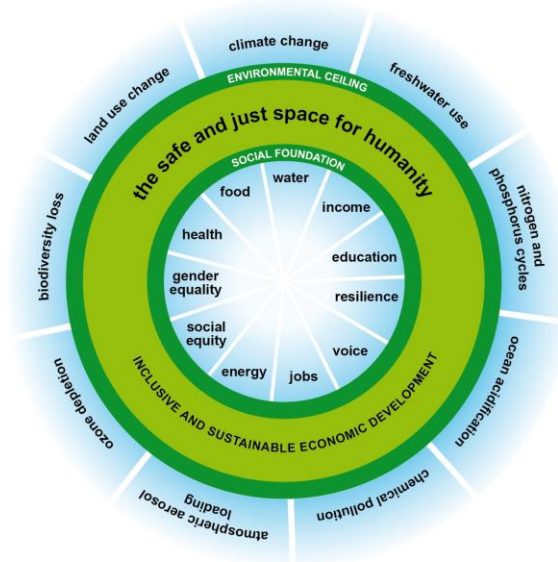 climate change
freshwater use
nitrogen and
phosphorus cycles
ocean acidification
chemical pollution
atmospheric aerosol
loading
ozone depletion
biodiversity loss
land use change
ENVIRONMENTAL CEILING
the safe and just space for humanity
SOCIAL FOUNDATION
water
income
education
resilience
voice
jobs
energy
social
equity
gender
equality
health
food
INCLUSIVE AND SUSTAINABLE ECONOMIC DEVELOPMENT